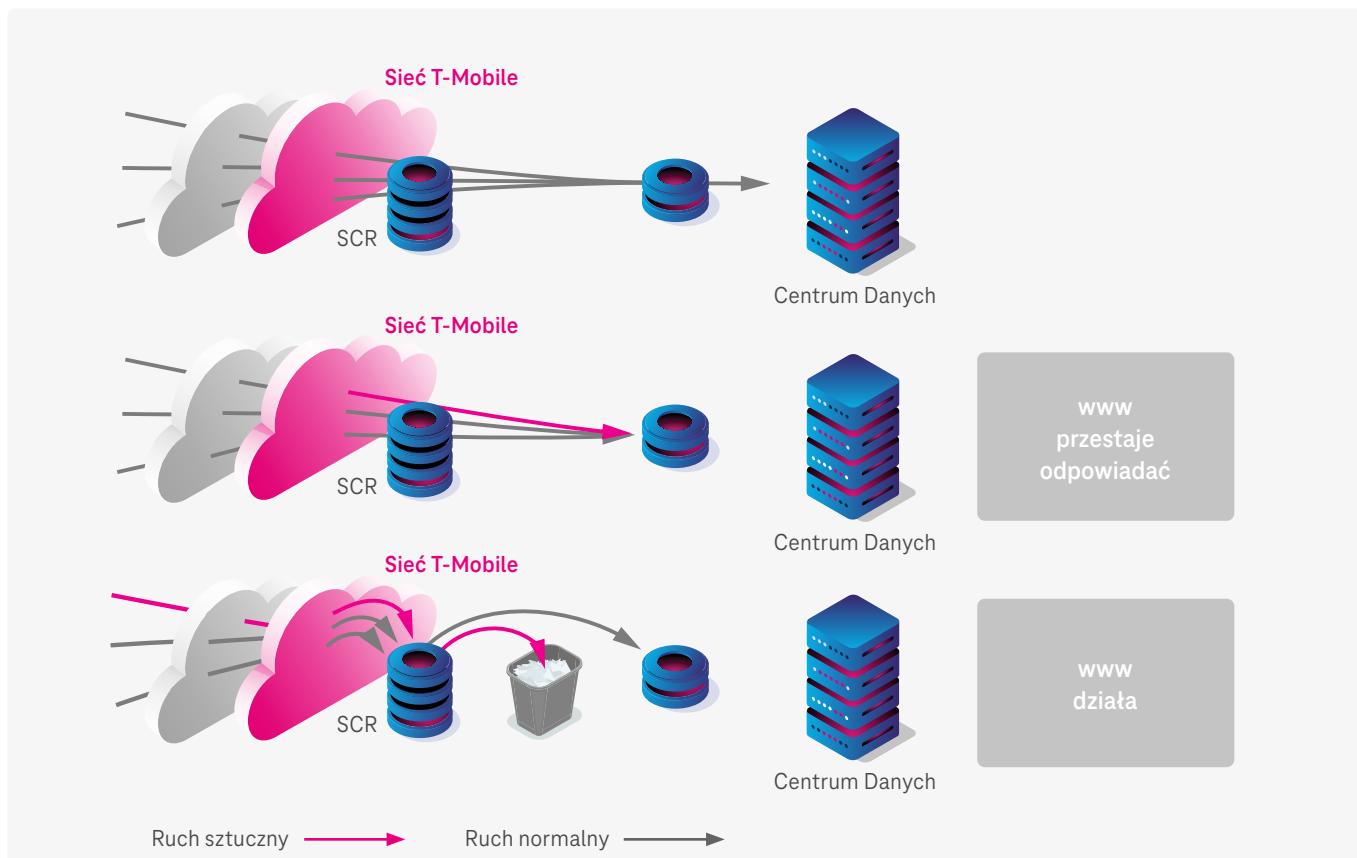 Sieć T-Mobile
SCR
Centrum Danych
Sieć T-Mobile
SCR
Centrum Danych
www
przestaje
odpowiadać
Sieć T-Mobile
SCR
Centrum Danych
www
działa
Ruch sztuczny
Ruch normalny